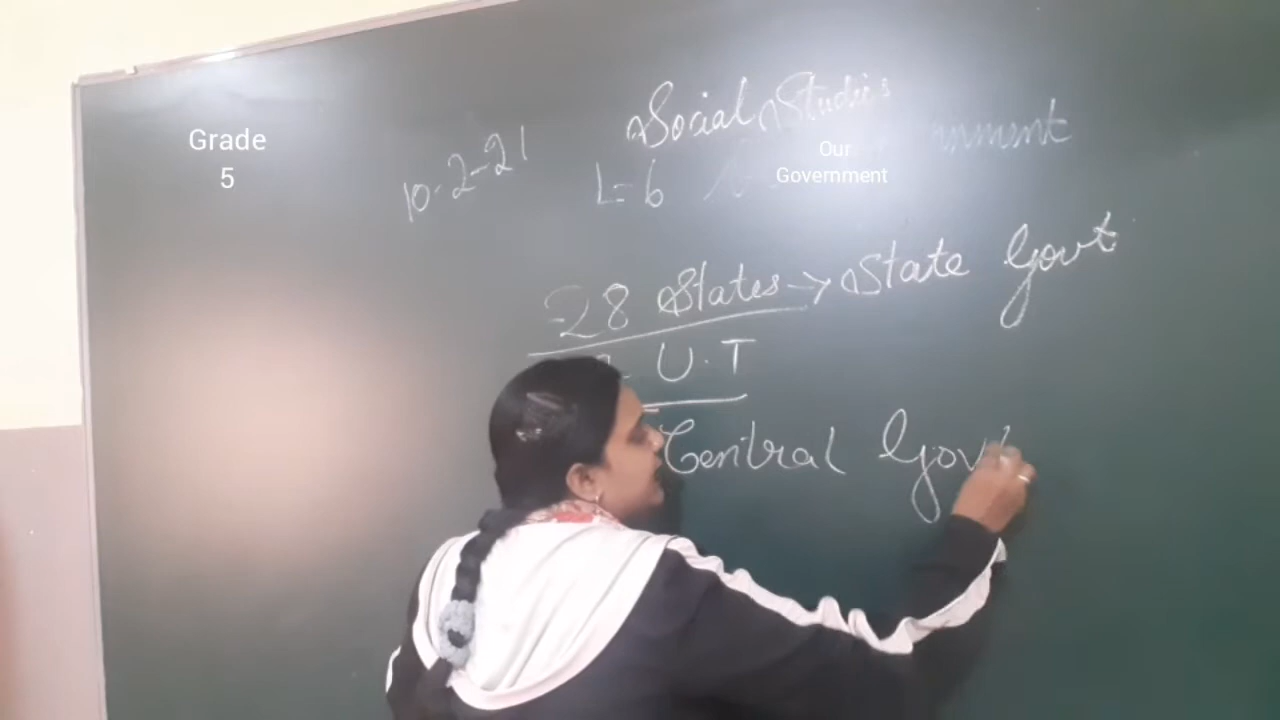 Grade
5
Social Studies
10-2-21
L=6
Our
Government
28 States → State Govt
U.T
Central Govt